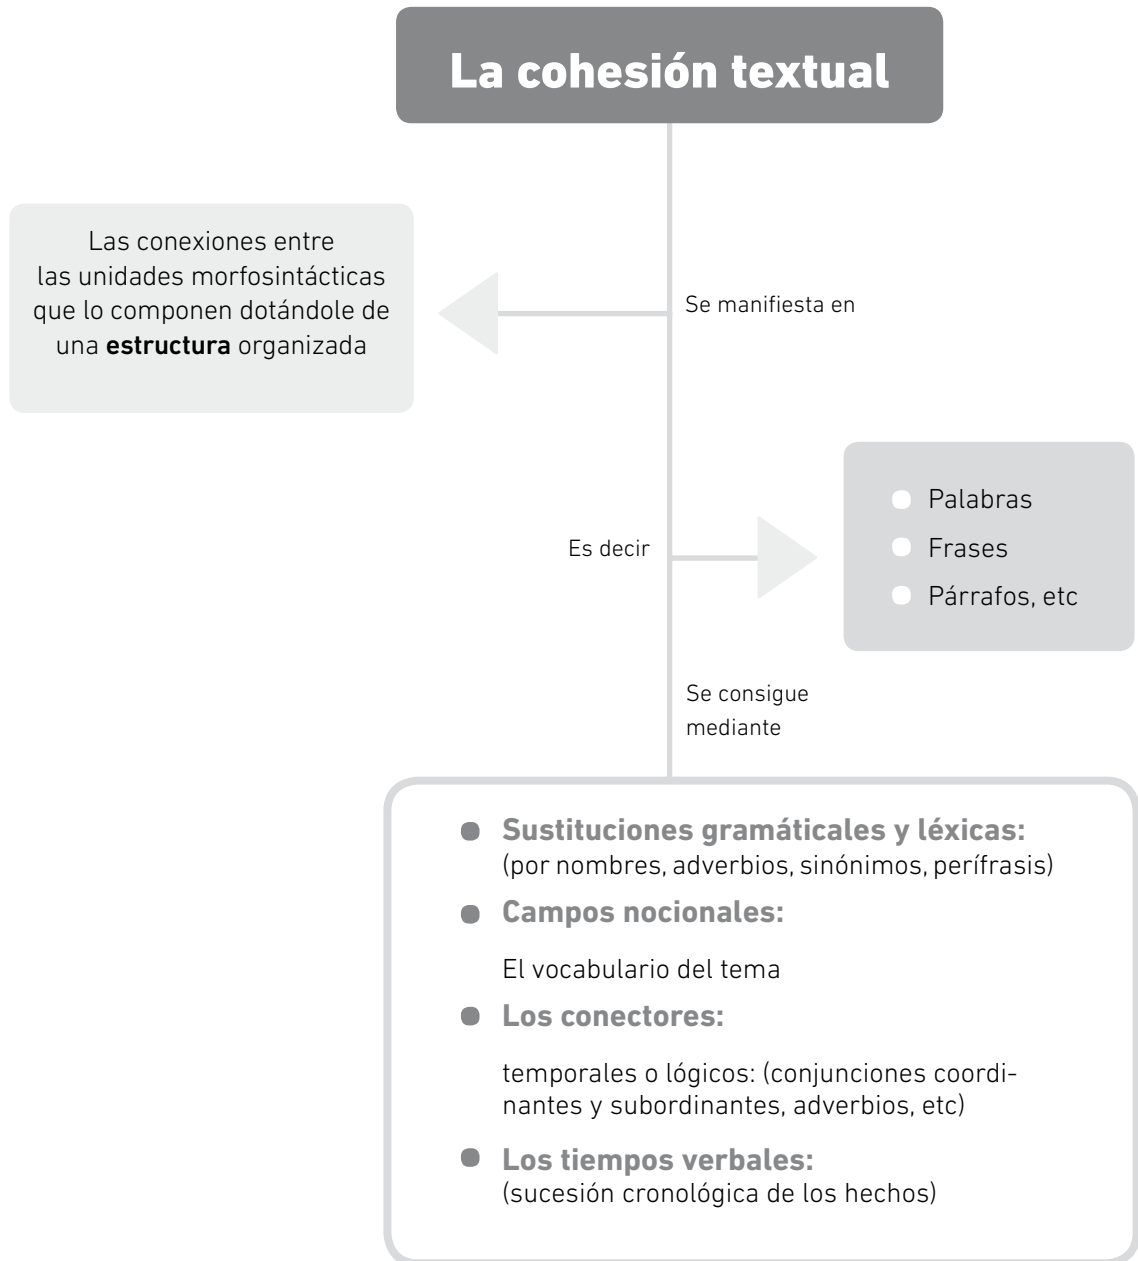 La cohesión textual
Las conexiones entre
las unidades morfosintácticas
que lo componen dotándole de
una estructura organizada
Se manifiesta en
Es decir
Palabras
Frases
Párrafos, etc
Se consigue
mediante
Sustituciones gramáticales y léxicas:
(por nombres, adverbios, sinónimos, perífrasis)
Campos nocionales:
El vocabulario del tema
Los conectores:
temporales o lógicos: (conjunciones coordi-
nantes y subordinantes, adverbios, etc)
Los tiempos verbales:
(sucesión cronológica de los hechos)